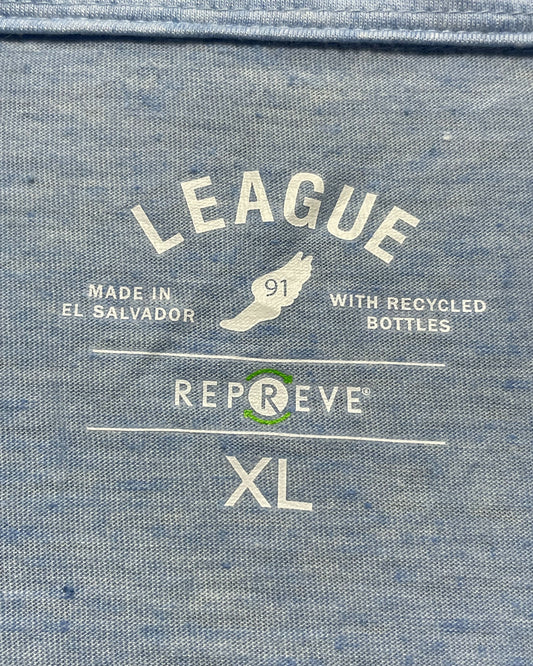 LEAGUE
91
MADE IN
EL SALVADOR
WITH RECYCLED
BOTTLES
REPREVE®
XL